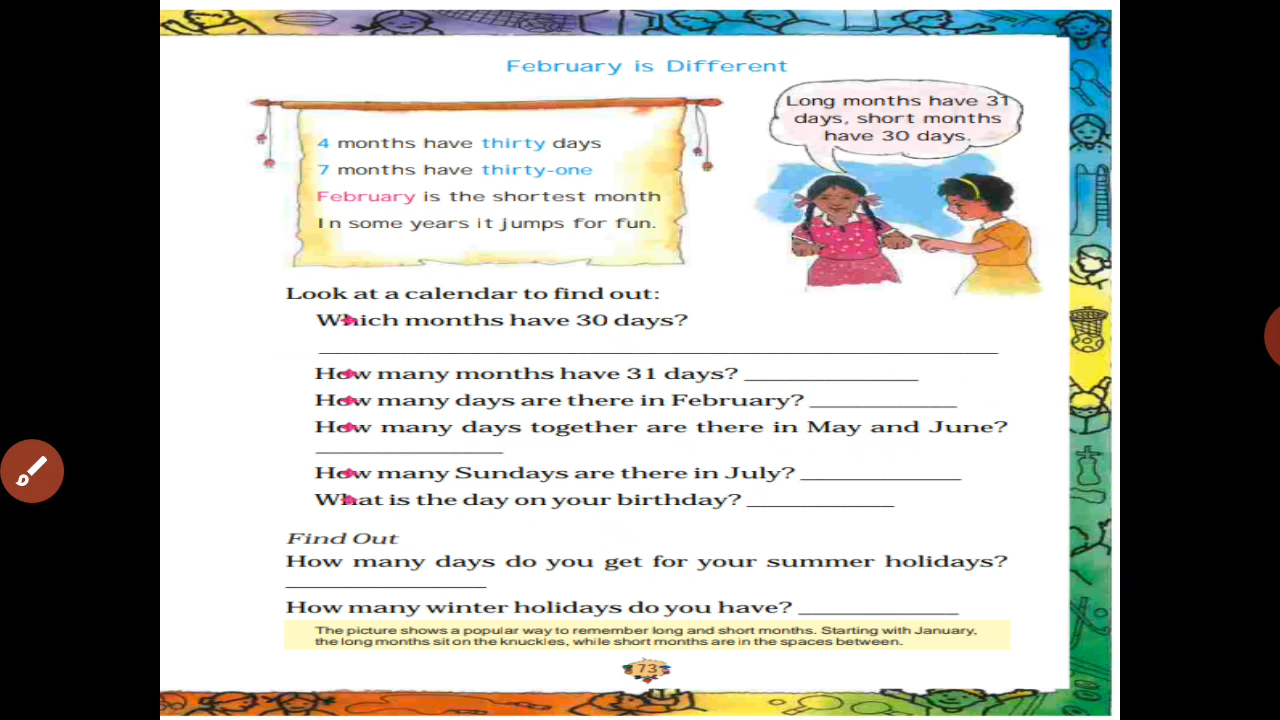 February is Different
4 months have thirty days
7 months have thirty-one
February is the shortest month
In some years it jumps for fun.
Long months have 31
days, short months
have 30 days.
Look at a calendar to find out:
Which months have 30 days?
How many months have 31 days?
How many days are there in February?
How many days together are there in May and June?
How many Sundays are there in July?
What is the day on your birthday?
Find Out
How many days do you get for your summer holidays?
How many winter holidays do you have?
The picture shows a popular way to remember long and short months. Starting with January,
the long months sit on the knuckles, while short months are in the spaces between.
73